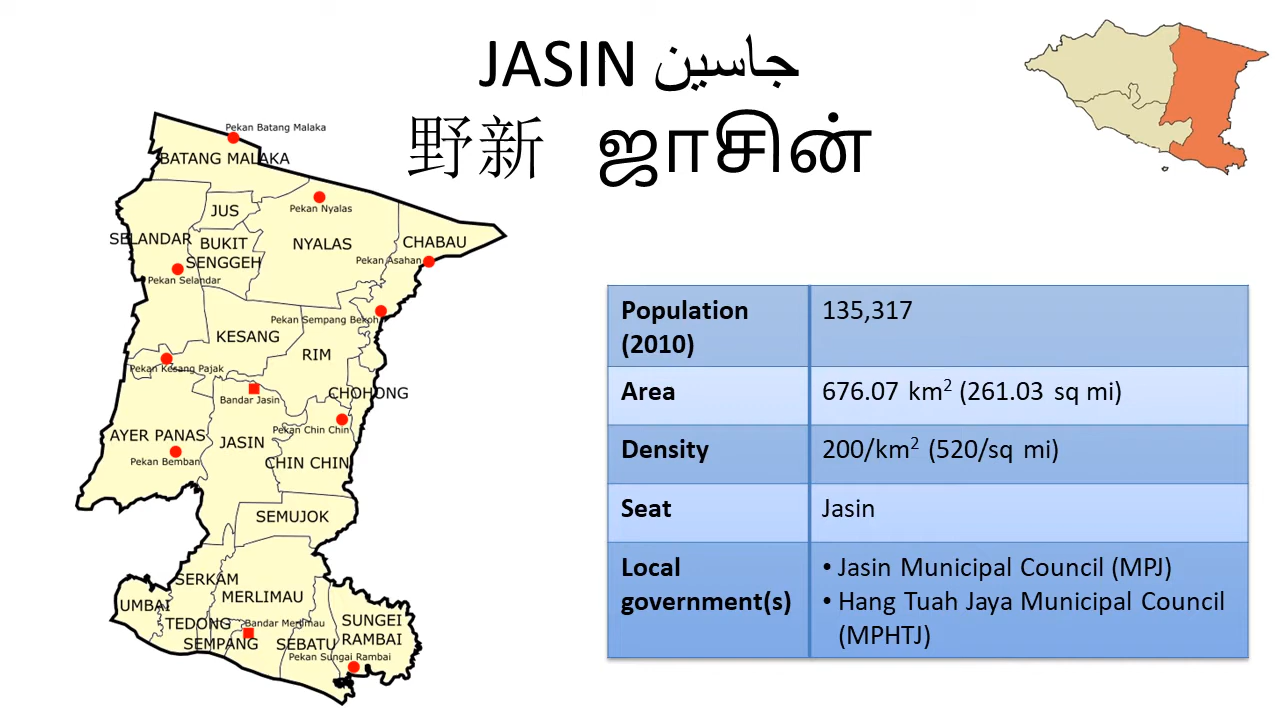 JASIN جاسين
野新 ஜாசின்
Pekan Batang Malaka
BATANG MALAKA
JUS
Pekan Nyalas
SELANDAR
BUKIT
SENGGEH
NYALAS
CHABAU
Pekan Asahan
Pekan Selandar
Pekan Sempang Bekoh
KESANG
RIM
Pekan Kesang Pajak
Bandar Jasin
CHOHONG
Pekan Chin Chin
AYER PANAS
JASIN
Pekan Bemban
CHIN CHIN
SEMUJOK
SERKAM
MERLIMAU
UMBAI
TEDONG
Bandar Merlimau
SUNGEI
RAMBAI
SEMPANG
SEBATU
Pekan Sungai Rambai
Population
(2010)
135,317
Area
676.07 km² (261.03 sq mi)
Density
200/km² (520/sq mi)
Seat
Jasin
Local
government(s)
• Jasin Municipal Council (MPJ)
• Hang Tuah Jaya Municipal Council
(MPHTJ)